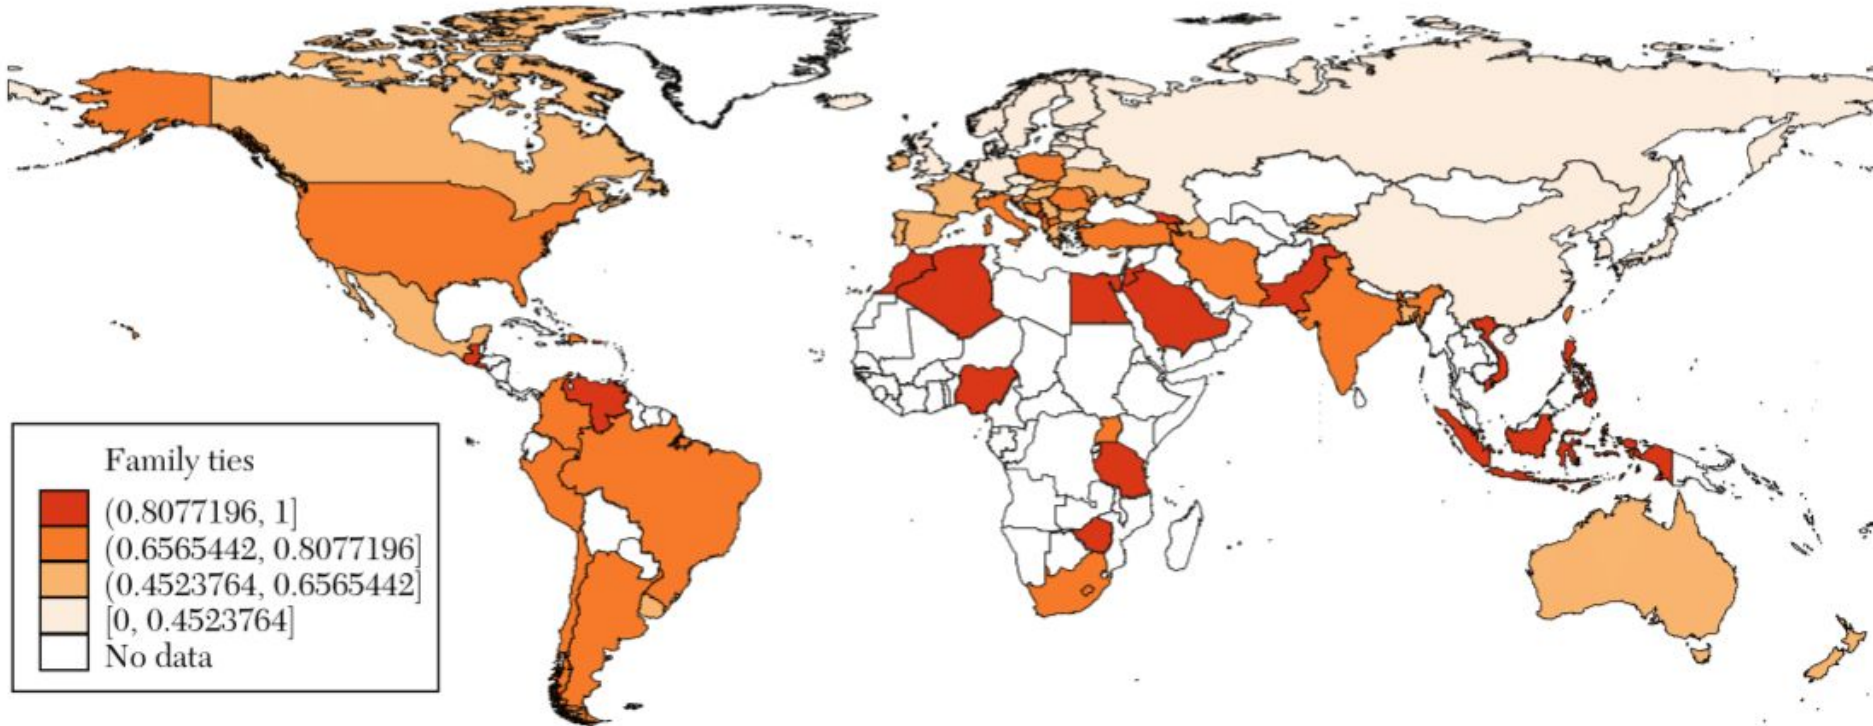 Family ties
(0.8077196, 1]
(0.6565442, 0.8077196]
(0.4523764, 0.6565442]
[0, 0.4523764]
No data